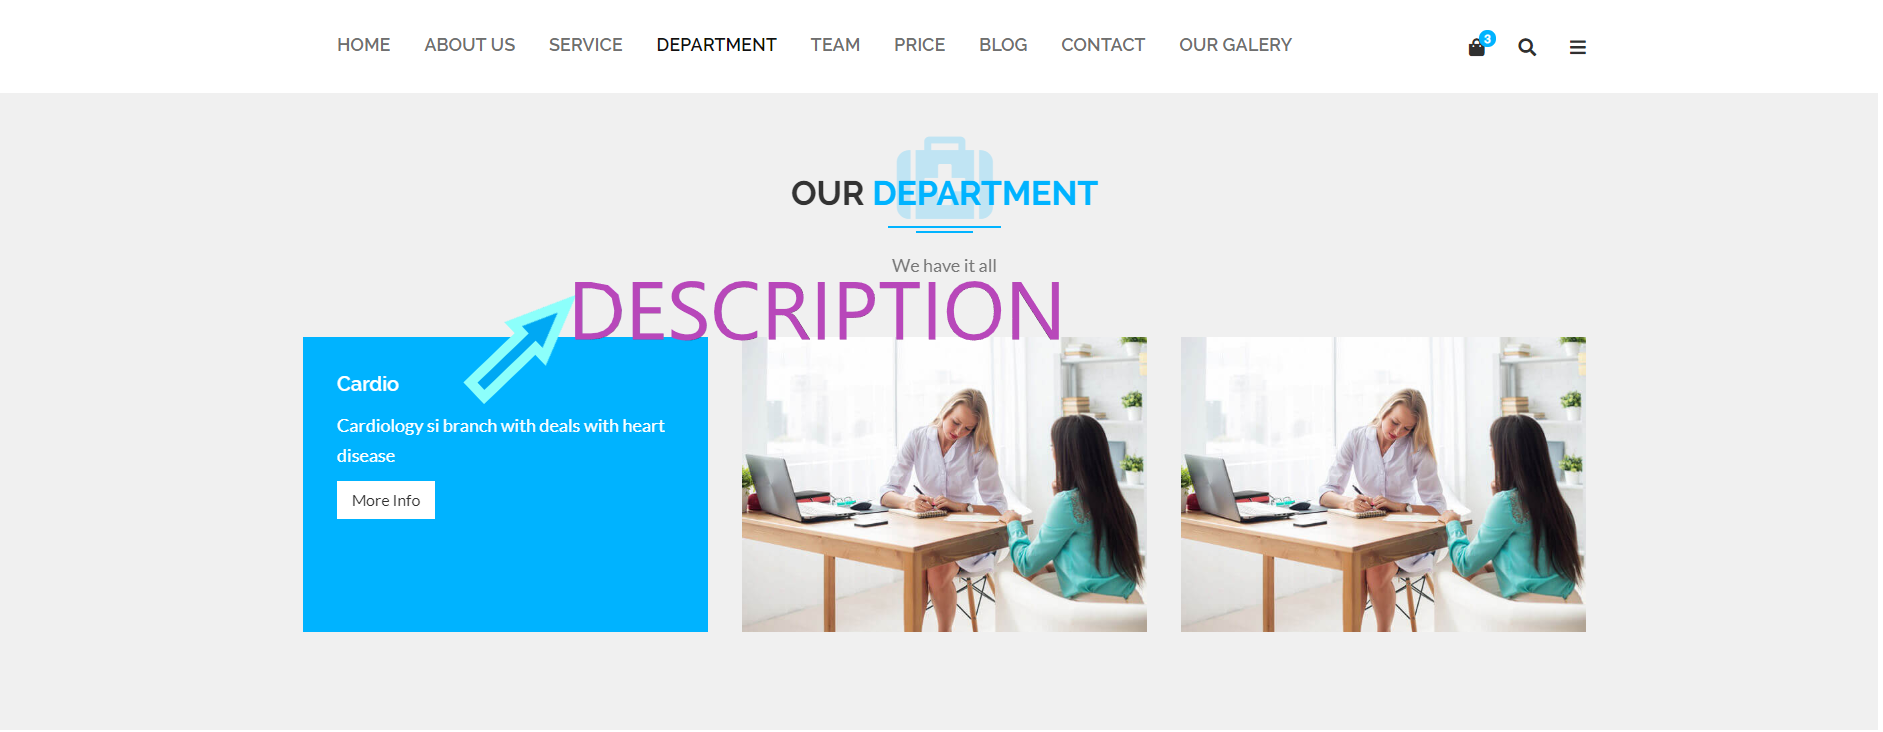 HOME ABOUT US SERVICE DEPARTMENT TEAM PRICE BLOG CONTACT OUR GALERY 3
OUR DEPARTMENT
We have it all
DESCRIPTION
Cardio
Cardiology si branch with deals with heart
disease
More Info